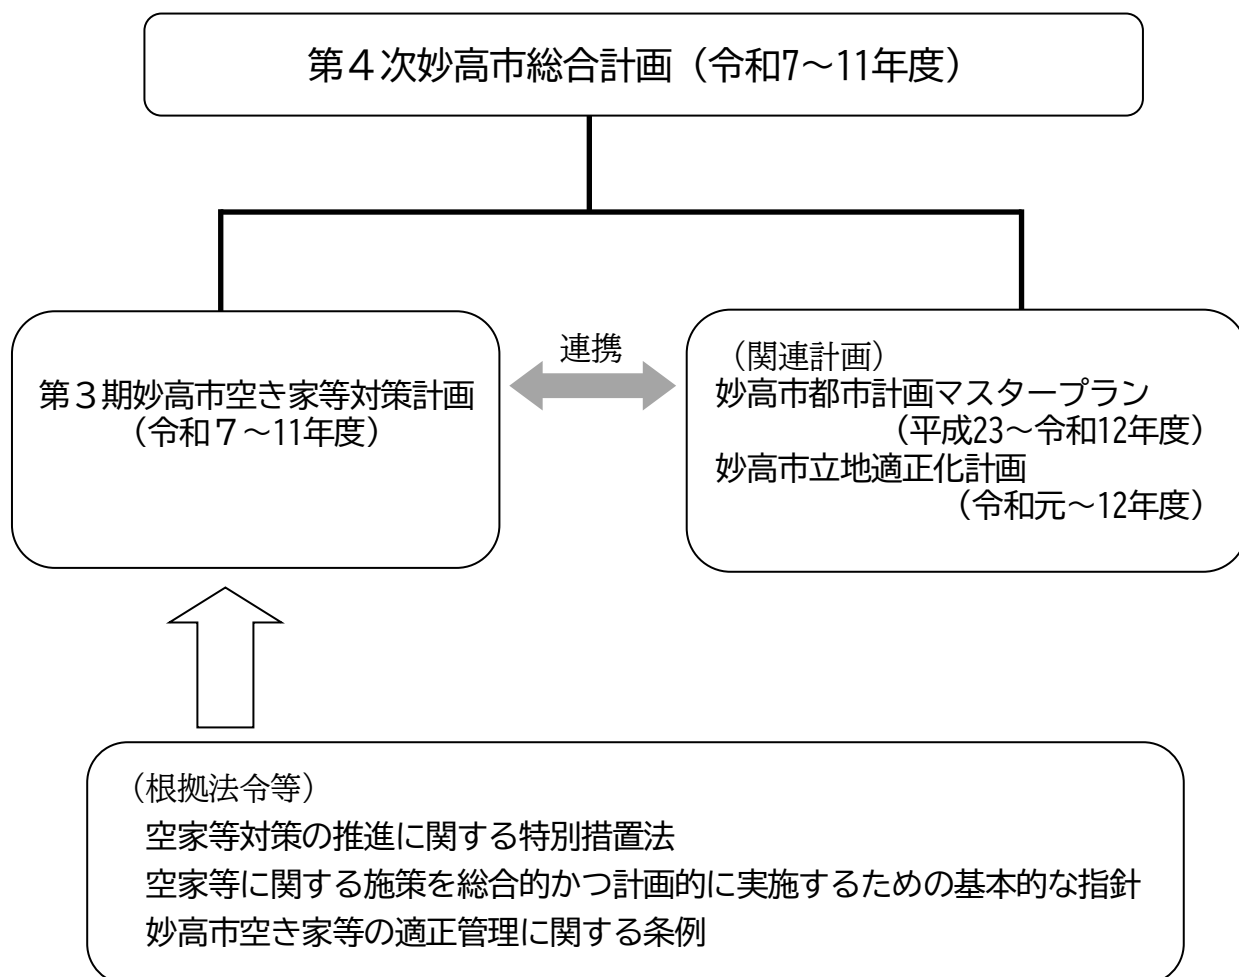 第４次妙高市総合計画（令和7～11年度）
連携
第３期妙高市空き家等対策計画
（令和７～11年度）
（関連計画）
妙高市都市計画マスタープラン
（平成23～令和12年度）
妙高市立地適正化計画
（令和元～12年度）
（根拠法令等）
空家等対策の推進に関する特別措置法
空家等に関する施策を総合的かつ計画的に実施するための基本的な指針
妙高市空き家等の適正管理に関する条例